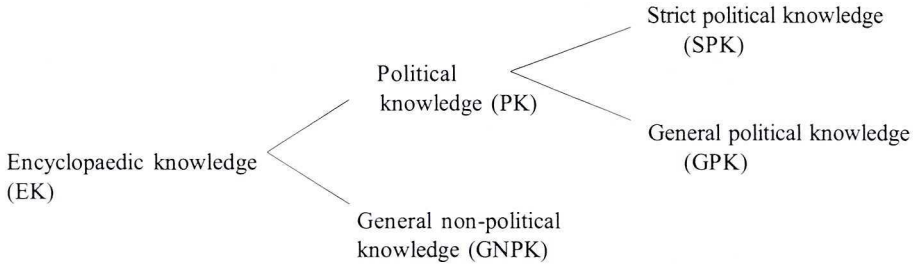 Strict political knowledge
(SPK)
Political
knowledge (PK)
General political knowledge
(GPK)
Encyclopaedic knowledge
(EK)
General non-political
knowledge (GNPK)